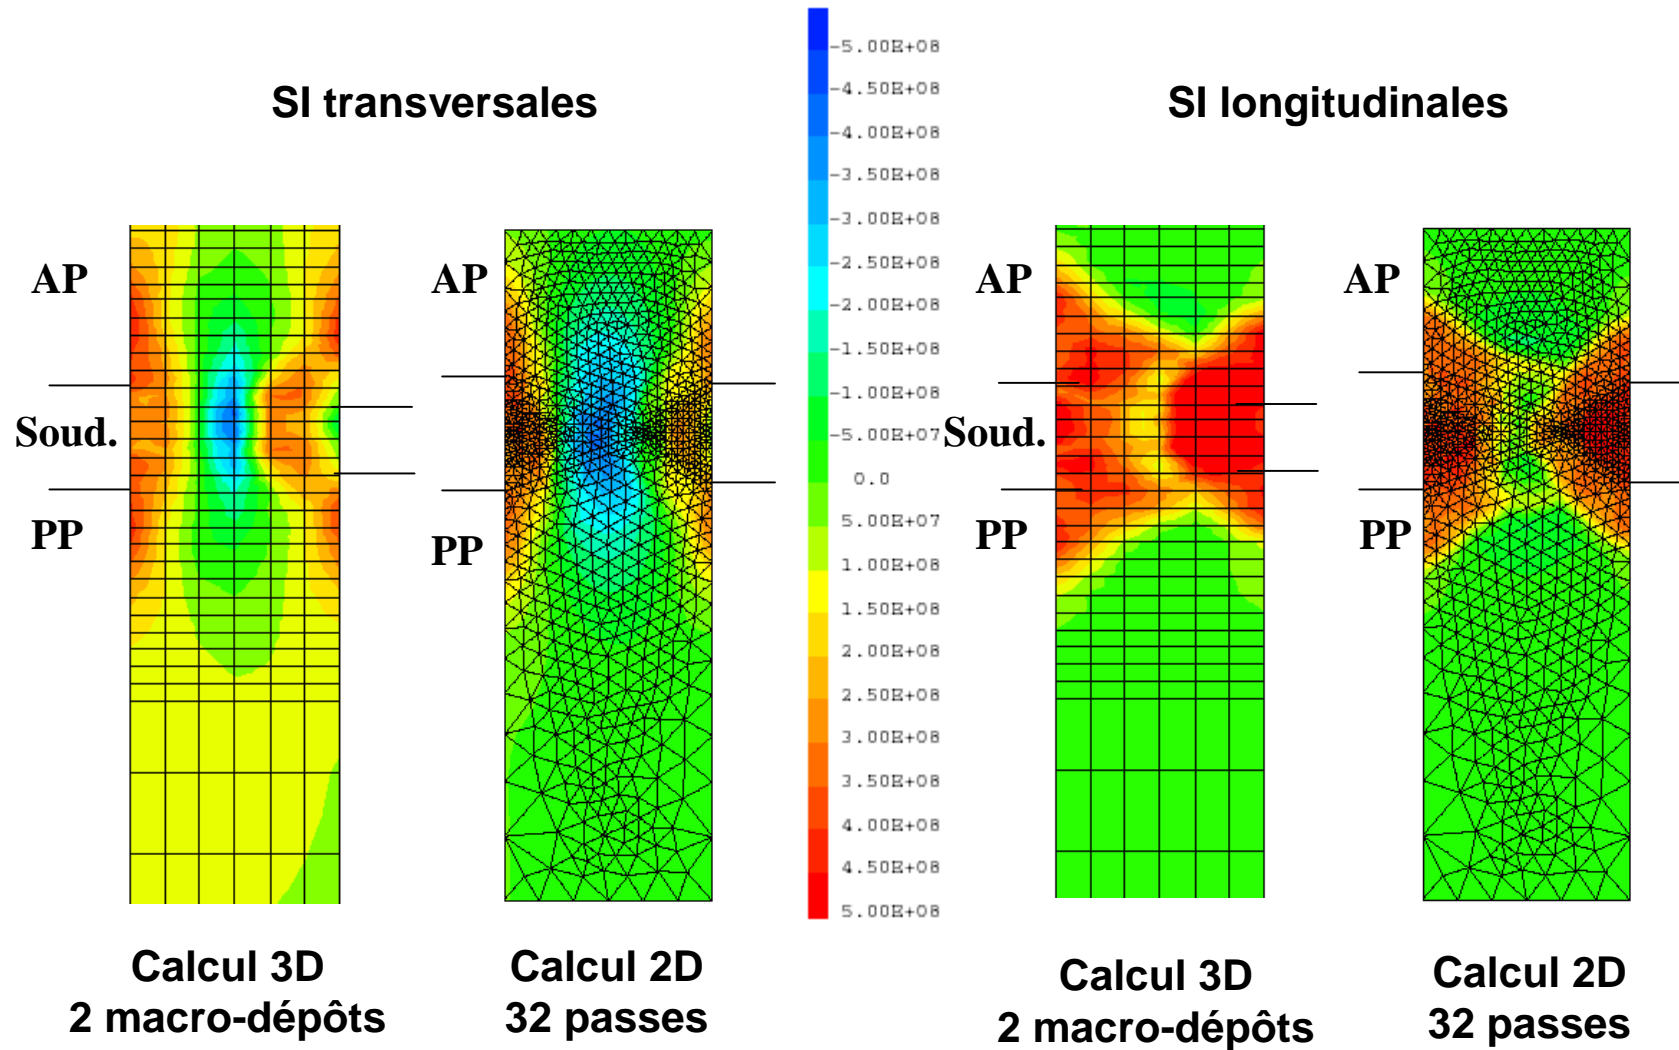 SI transversales
SI longitudinales
-5.00E+08
-4.50E+08
-4.00E+08
-3.50E+08
-3.00E+08
-2.50E+08
-2.00E+08
-1.50E+08
-1.00E+08
-5.00E+07
0.0
5.00E+07
1.00E+08
1.50E+08
2.00E+08
2.50E+08
3.00E+08
3.50E+08
4.00E+08
4.50E+08
5.00E+08
AP
Soud.
PP
AP
PP
AP
Soud.
PP
AP
PP
Calcul 3D
2 macro-dépôts
Calcul 2D
32 passes
Calcul 3D
2 macro-dépôts
Calcul 2D
32 passes